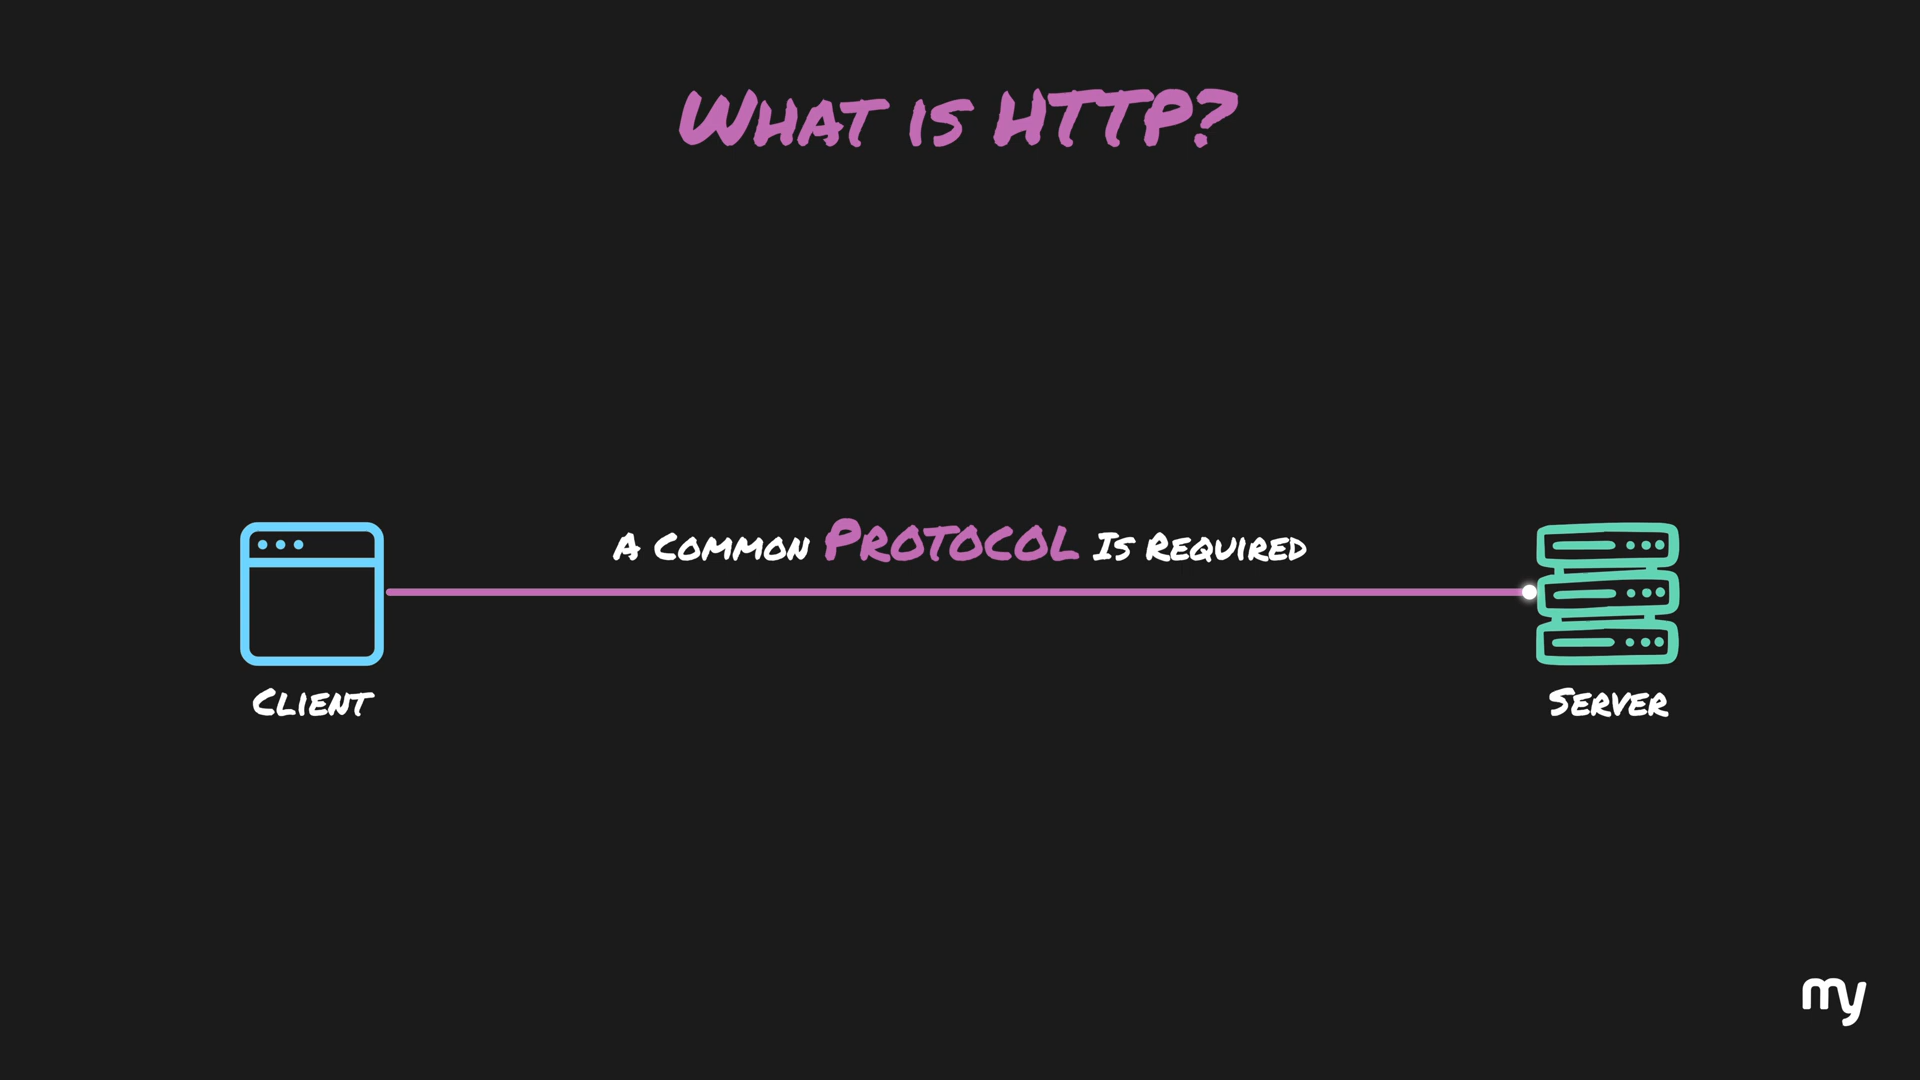 What is HTTP?
A Common Protocol Is Required
Client
Server
my